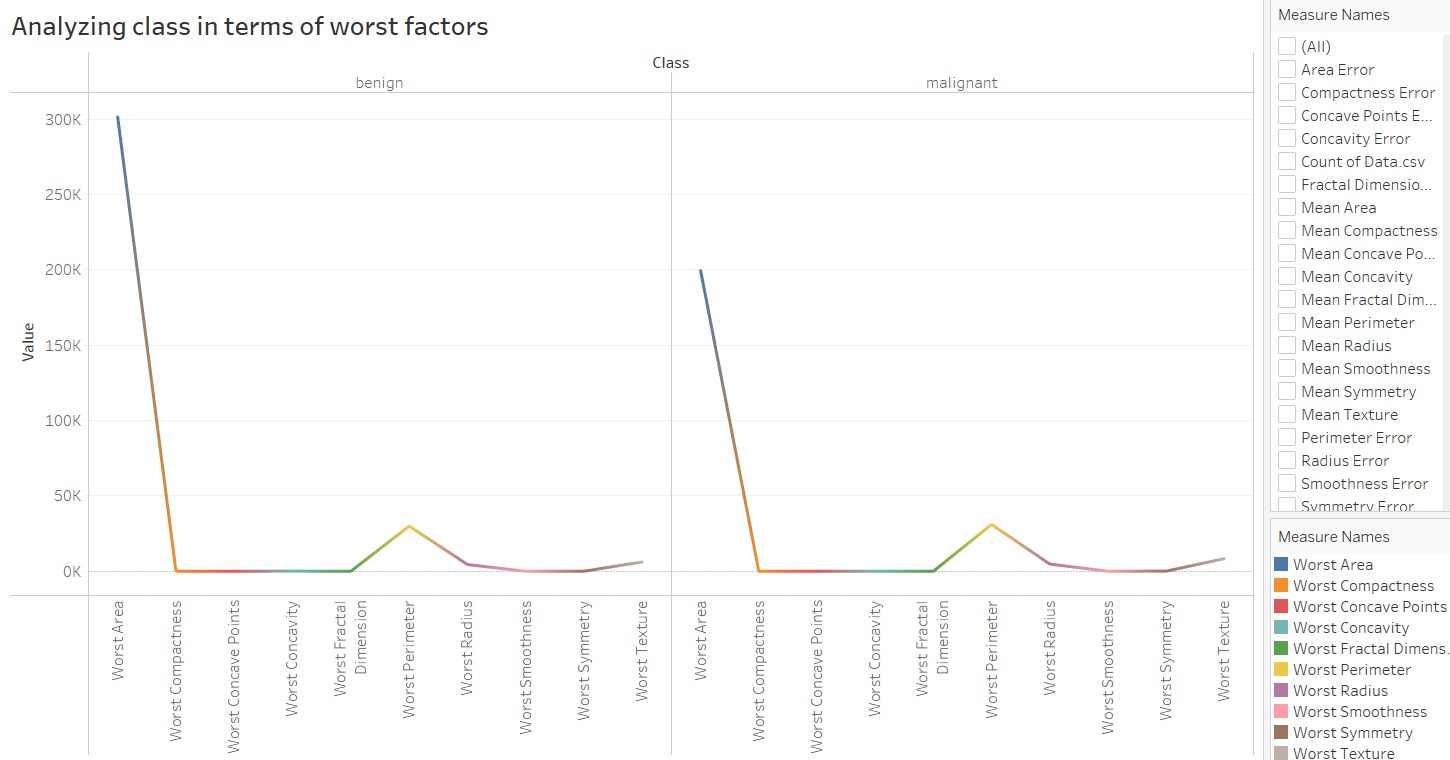 Analyzing class in terms of worst factors
Class
benign
malignant
Value
300K
250K
200K
150K
100K
50K
0K
Worst Area
Worst Compactness
Worst Concave Points
Worst Concavity
Worst Fractal
Dimension
Worst Perimeter
Worst Radius
Worst Smoothness
Worst Symmetry
Worst Texture
Worst Area
Worst Compactness
Worst Concave Points
Worst Concavity
Worst Fractal
Dimension
Worst Perimeter
Worst Radius
Worst Smoothness
Worst Symmetry
Worst Texture
Measure Names
(All)
Area Error
Compactness Error
Concave Points E...
Concavity Error
Count of Data.csv
Fractal Dimensio...
Mean Area
Mean Compactness
Mean Concave Po...
Mean Concavity
Mean Fractal Dim...
Mean Perimeter
Mean Radius
Mean Smoothness
Mean Symmetry
Mean Texture
Perimeter Error
Radius Error
Smoothness Error
Symmetry Error
Measure Names
Worst Area
Worst Compactness
Worst Concave Points
Worst Concavity
Worst Fractal Dimens.
Worst Perimeter
Worst Radius
Worst Smoothness
Worst Symmetry
Worst Texture